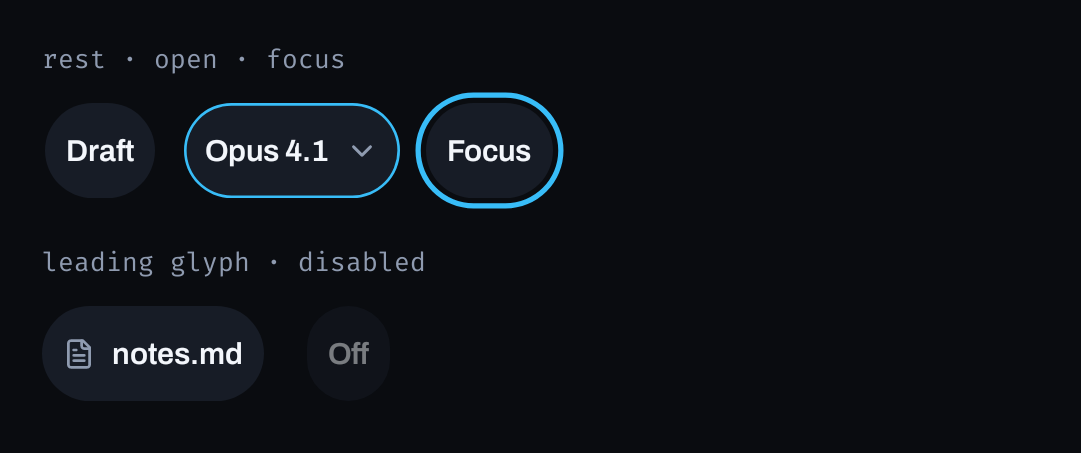 rest · open · focus
Draft Opus 4.1 Focus
leading glyph · disabled
notes.md Off